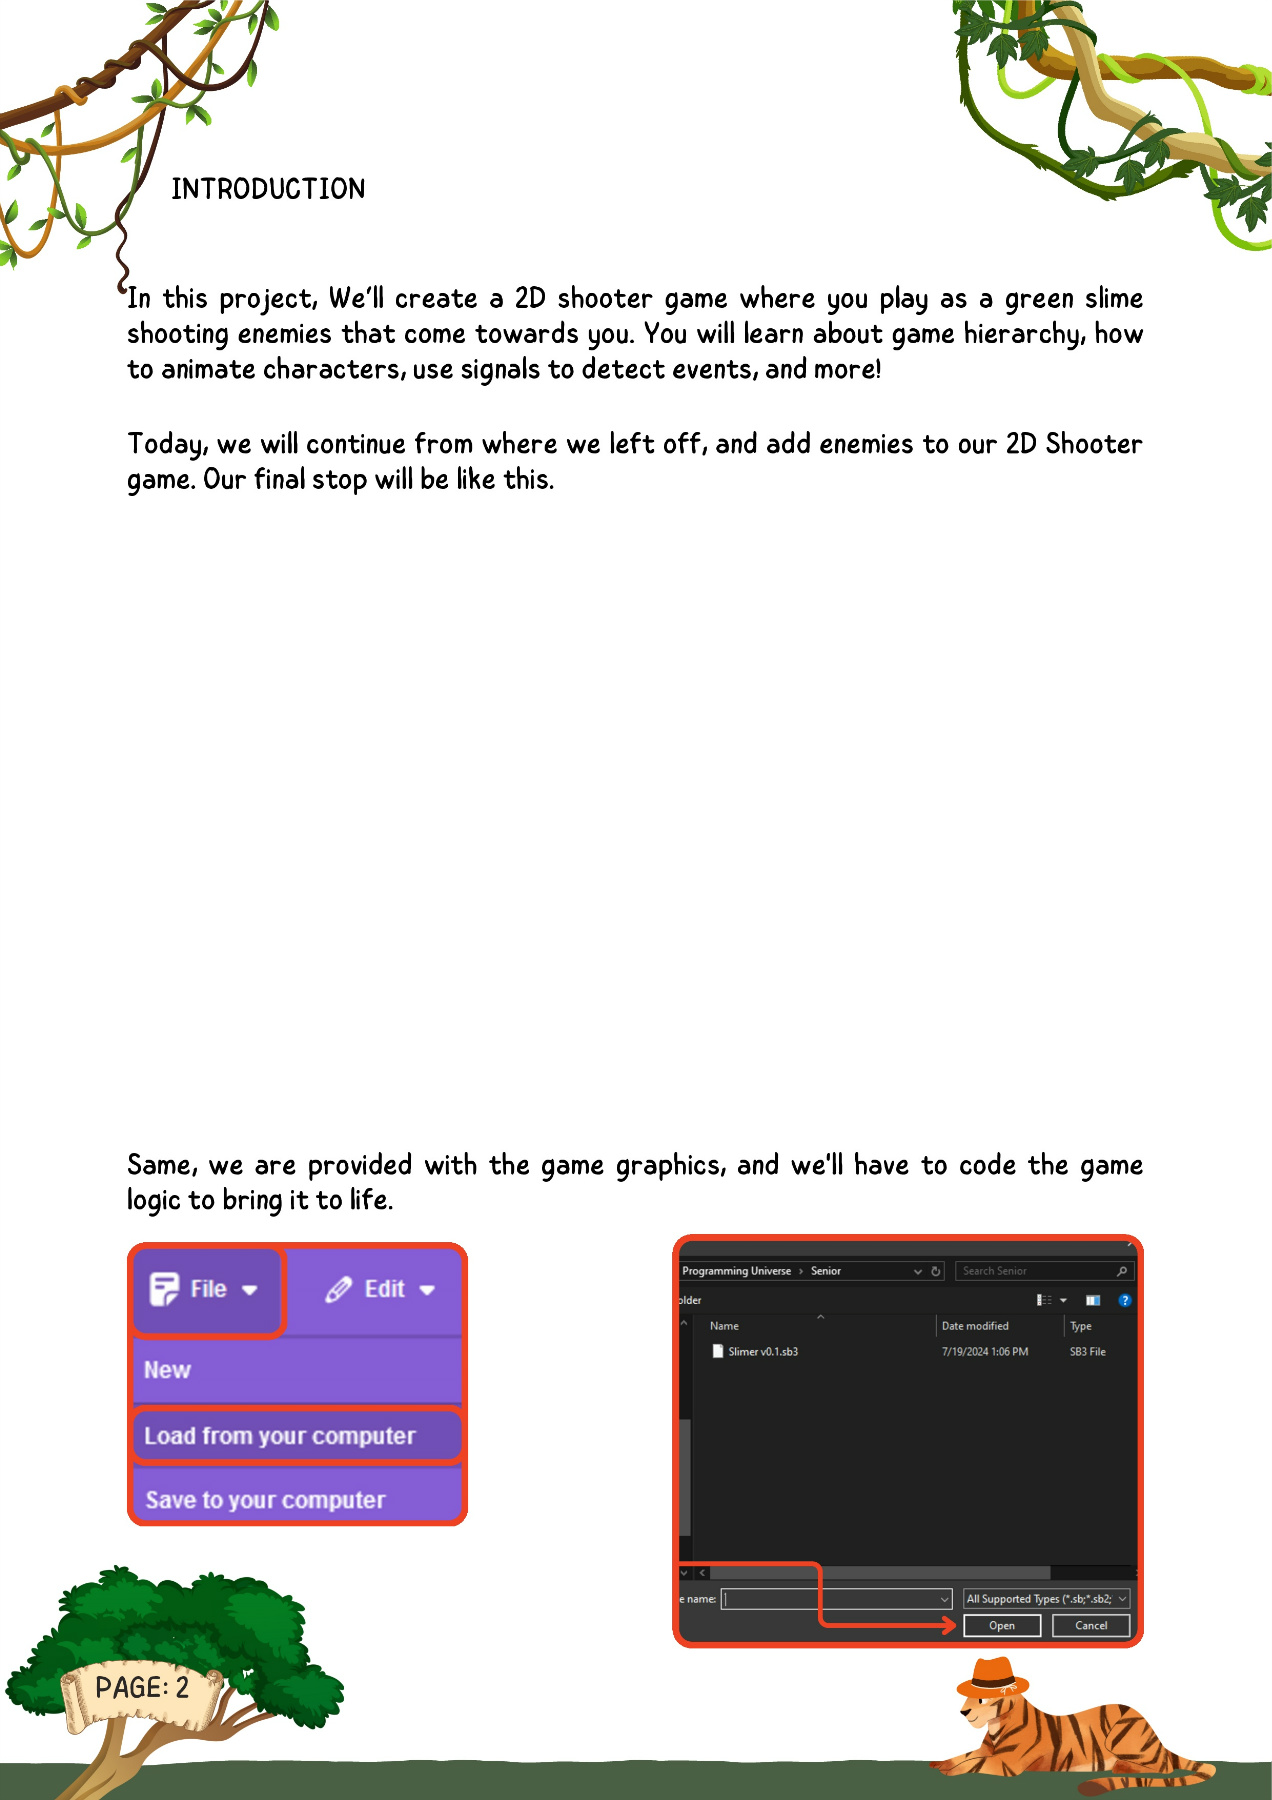 INTRODUCTION
In this project, We'll create a 2D shooter game where you play as a green slime
shooting enemies that come towards you. You will learn about game hierarchy, how
to animate characters, use signals to detect events, and more!
Today, we will continue from where we left off, and add enemies to our 2D Shooter
game. Our final stop will be like this.
Same, we are provided with the game graphics, and we'll have to code the game
logic to bring it to life.
File Edit
New
Load from your computer
Save to your computer
Programming Universe › Senior Search Senior
older
Name Date modified Type
Slimer v0.1.sb3 7/19/2024 1:06 PM SB3 File
e name: All Supported Types (*.sb;*.sb2;
Open Cancel
PAGE: 2